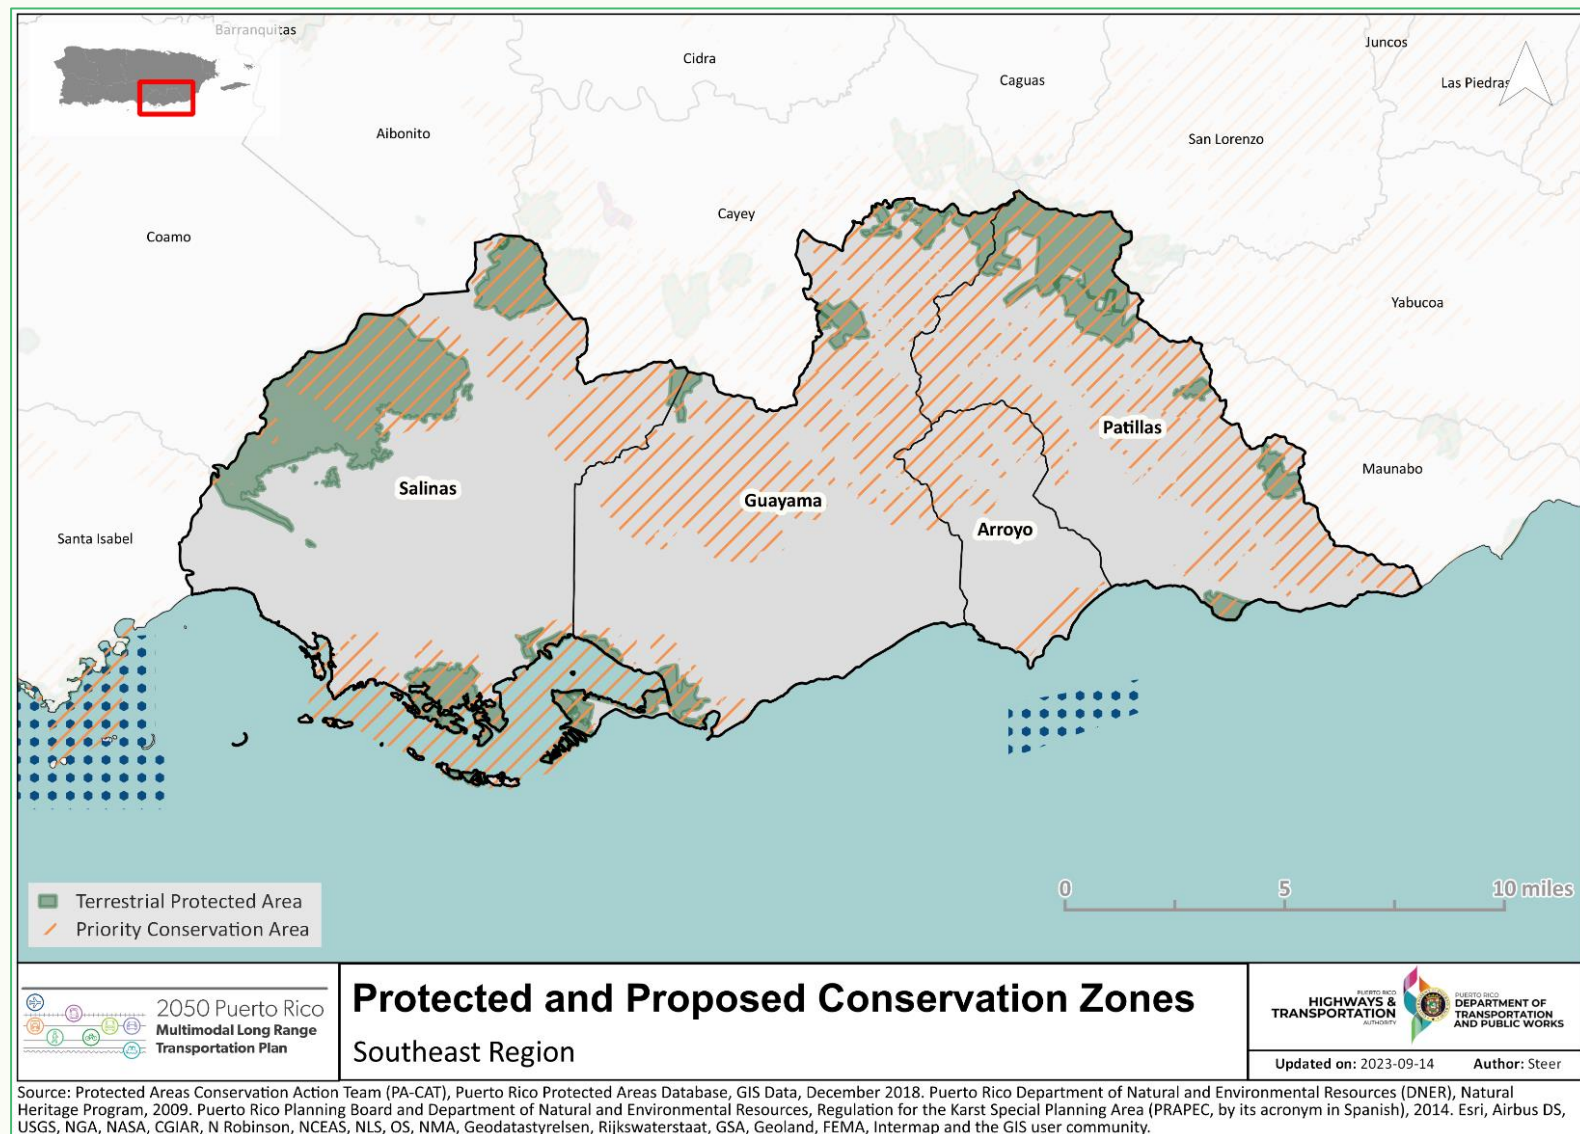 Barranquitas
Cidra
Juncos
Caguas
Las Piedras
Aibonito
San Lorenzo
Cayey
Coamo
Yabucoa
Patillas
Maunabo
Salinas
Guayama
Arroyo
Santa Isabel
0 5 10 miles
Terrestrial Protected Area
Priority Conservation Area
2050 Puerto Rico
Multimodal Long Range
Transportation Plan
Protected and Proposed Conservation Zones
Southeast Region
PUERTO RICO
HIGHWAYS &
TRANSPORTATION
AUTHORITY
PUERTO RICO
DEPARTMENT OF
TRANSPORTATION
AND PUBLIC WORKS
Updated on: 2023-09-14 Author: Steer
Source: Protected Areas Conservation Action Team (PA-CAT), Puerto Rico Protected Areas Database, GIS Data, December 2018. Puerto Rico Department of Natural and Environmental Resources (DNER), Natural
Heritage Program, 2009. Puerto Rico Planning Board and Department of Natural and Environmental Resources, Regulation for the Karst Special Planning Area (PRAPEC, by its acronym in Spanish), 2014. Esri, Airbus DS,
USGS, NGA, NASA, CGIAR, N Robinson, NCEAS, NLS, OS, NMA, Geodatastyrelsen, Rijkswaterstaat, GSA, Geoland, FEMA, Intermap and the GIS user community.